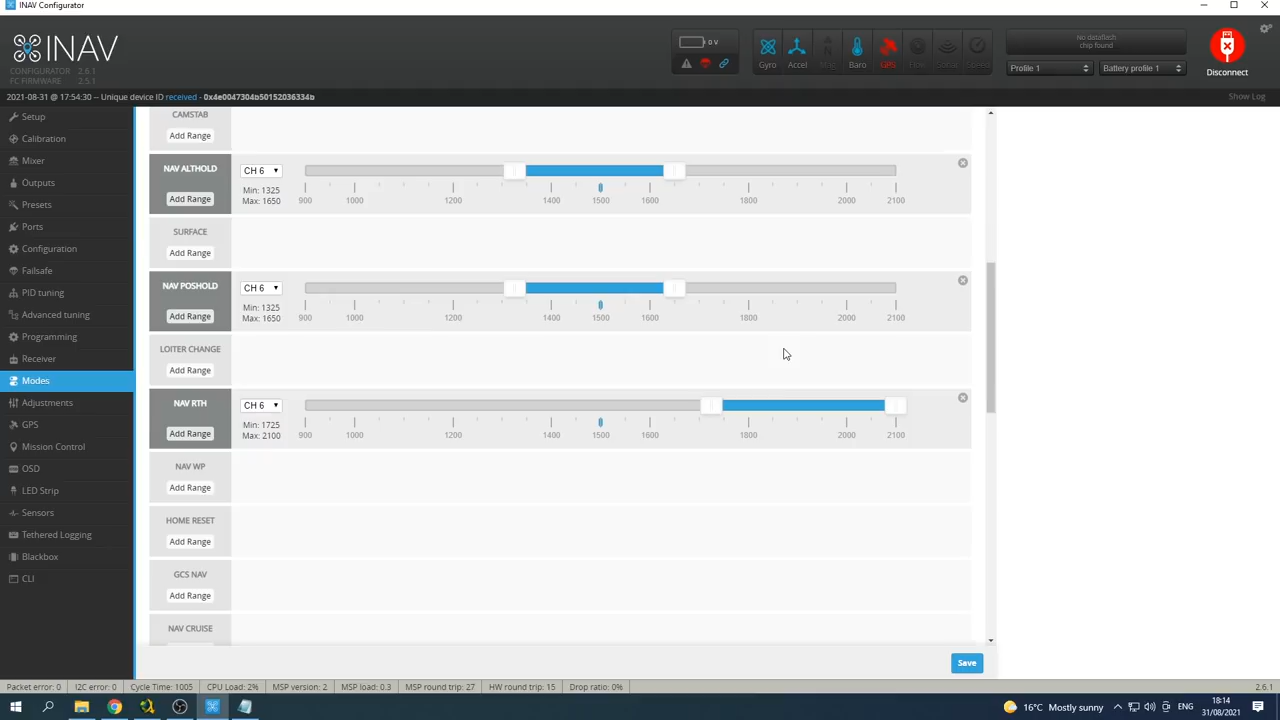 INAV Configurator
INAV
CONFIGURATOR 2.6.1
FC FIRMWARE 2.5.1
0 V
Gyro
Accel
Mag
Baro
GPS
Flow
Sonar
Speed
No dataflash
chip found
Profile 1
Battery profile 1
Disconnect
2021-08-31 @ 17:54:30 -- Unique device ID received - 0x4e0047304b50152036334b
Show Log
Setup
Calibration
Mixer
Outputs
Presets
Ports
Configuration
Failsafe
PID tuning
Advanced tuning
Programming
Receiver
Modes
Adjustments
GPS
Mission Control
OSD
LED Strip
Sensors
Tethered Logging
Blackbox
CLI
CAMSTAB
Add Range
NAV ALTHOLD
Add Range
CH 6
Min: 1325
Max: 1650
900 1000 1200 1400 1500 1600 1800 2000 2100
SURFACE
Add Range
NAV POSHOLD
Add Range
CH 6
Min: 1325
Max: 1650
900 1000 1200 1400 1500 1600 1800 2000 2100
LOITER CHANGE
Add Range
NAV RTH
Add Range
CH 6
Min: 1725
Max: 2100
900 1000 1200 1400 1500 1600 1800 2000 2100
NAV WP
Add Range
HOME RESET
Add Range
GCS NAV
Add Range
NAV CRUISE
Save
Packet error: 0
I2C error: 0
Cycle Time: 1005
CPU Load: 2%
MSP version: 2
MSP load: 0.3
MSP round trip: 27
HW round trip: 15
Drop ratio: 0%
2.6.1
16°C Mostly sunny
ENG
18:14
31/08/2021